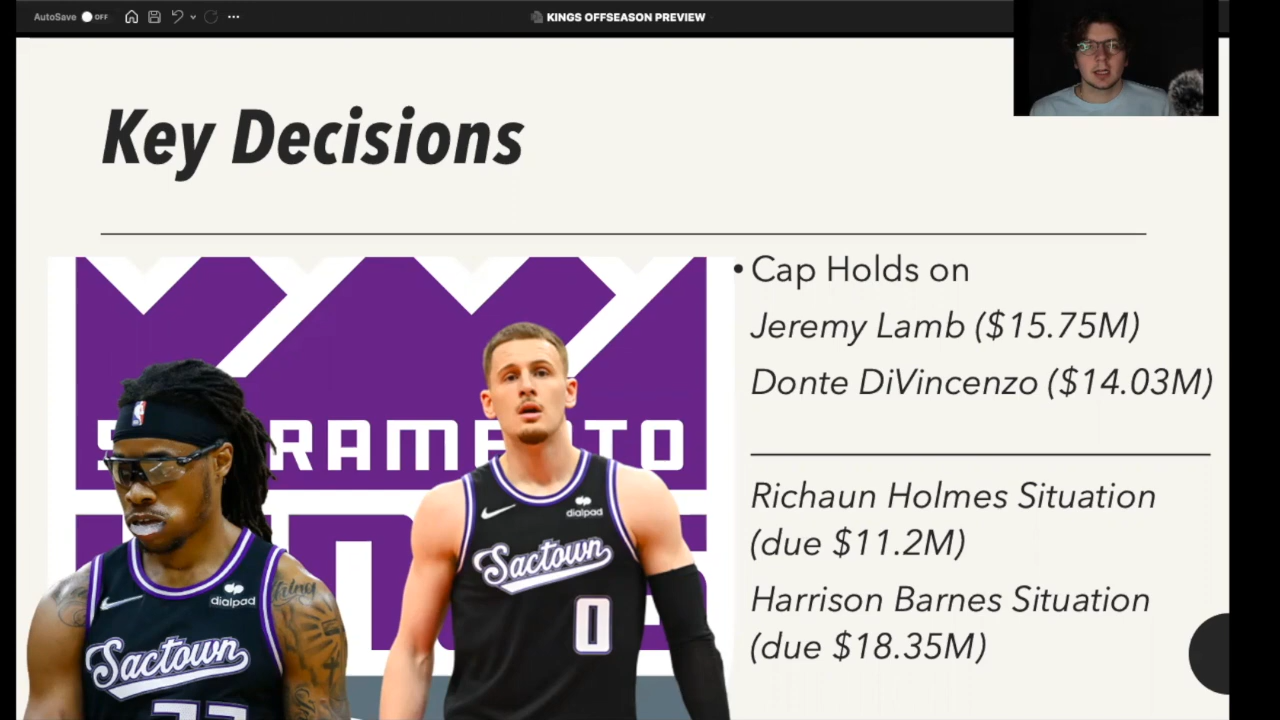 AutoSave OFF
KINGS OFFSEASON PREVIEW
Key Decisions
• Cap Holds on
Jeremy Lamb ($15.75M)
Donte DiVincenzo ($14.03M)
SACRAMENTO
dialpad
Sactown
0
Richaun Holmes Situation
(due $11.2M)
Harrison Barnes Situation
(due $18.35M)
dialpad
Sactown